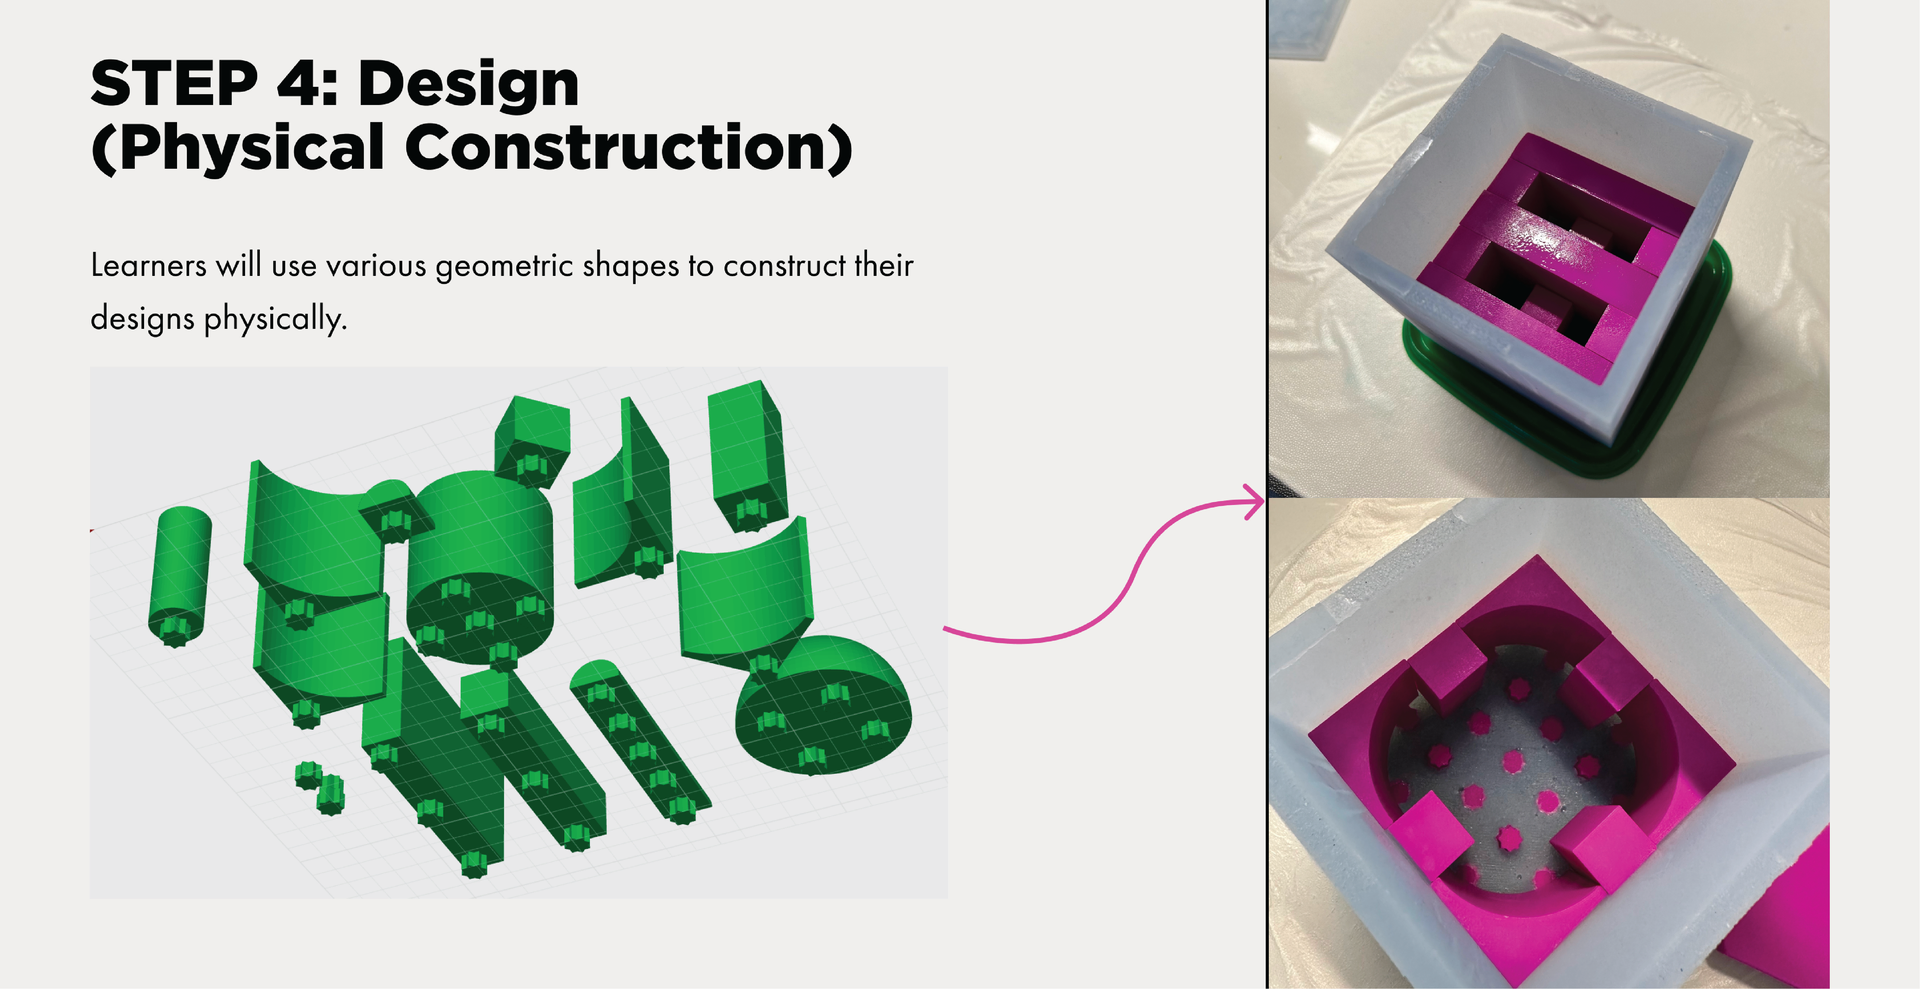 STEP 4: Design
(Physical Construction)
Learners will use various geometric shapes to construct their
designs physically.